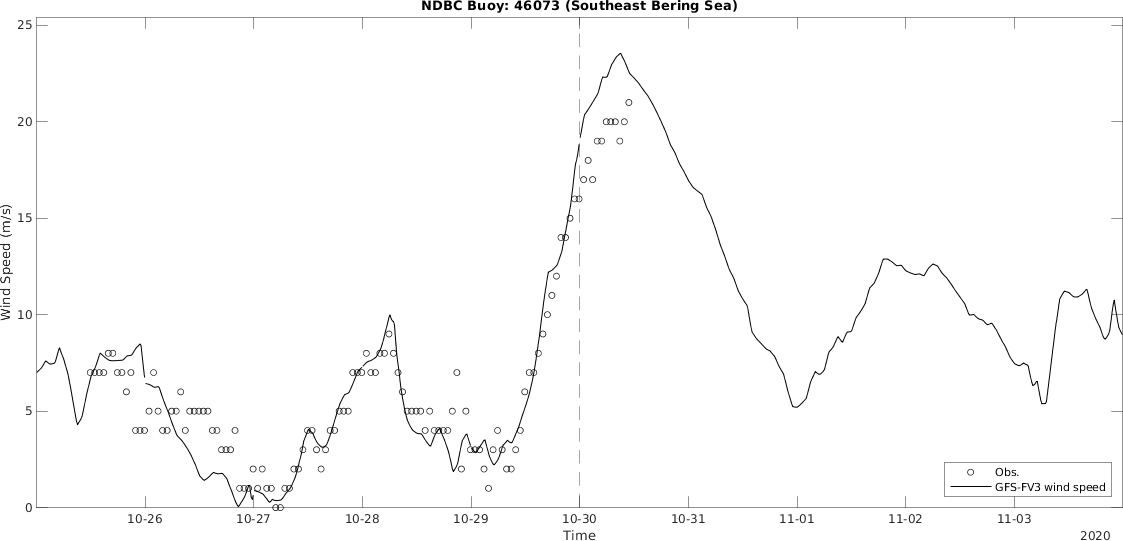 NDBC Buoy: 46073 (Southeast Bering Sea)
25
20
15
10
5
0
Wind Speed (m/s)
10-26 10-27 10-28 10-29 10-30 10-31 11-01 11-02 11-03
Time
2020
Obs.
GFS-FV3 wind speed